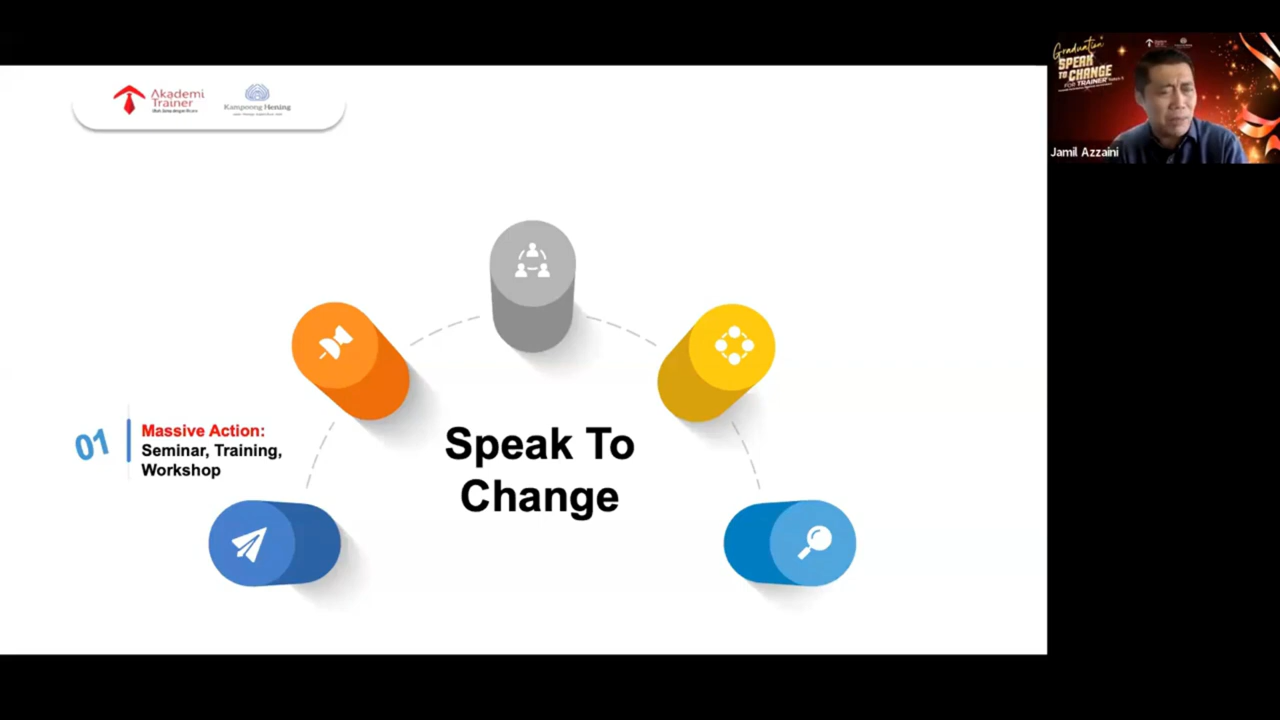 Akademi
Trainer
Kampoong Hening
01
Massive Action:
Seminar, Training,
Workshop
Speak To
Change
Graduation
SPEAK
TO CHANGE
FOR TRAINER
Jamil Azzaini